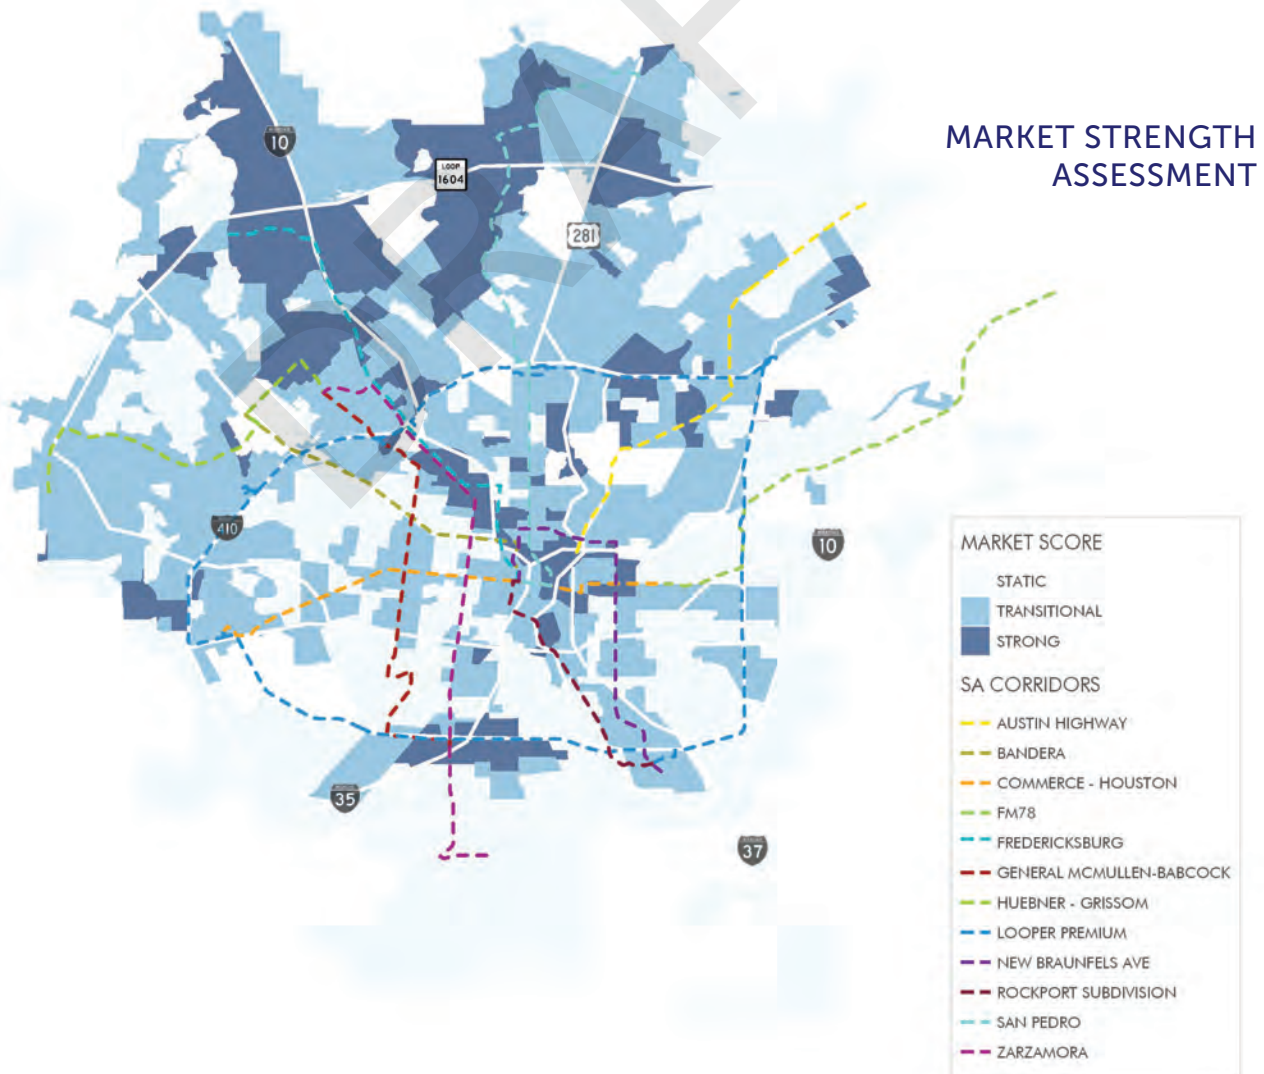 MARKET STRENGTH
ASSESSMENT
DRAF
10
LOOP
1604
281
410
10
35
37
MARKET SCORE
STATIC
TRANSITIONAL
STRONG
SA CORRIDORS
AUSTIN HIGHWAY
BANDERA
COMMERCE - HOUSTON
FM78
FREDERICKSBURG
GENERAL MCMULLEN-BABCOCK
HUEBNER - GRISSOM
LOOPER PREMIUM
NEW BRAUNFELS AVE
ROCKPORT SUBDIVISION
SAN PEDRO
ZARZAMORA